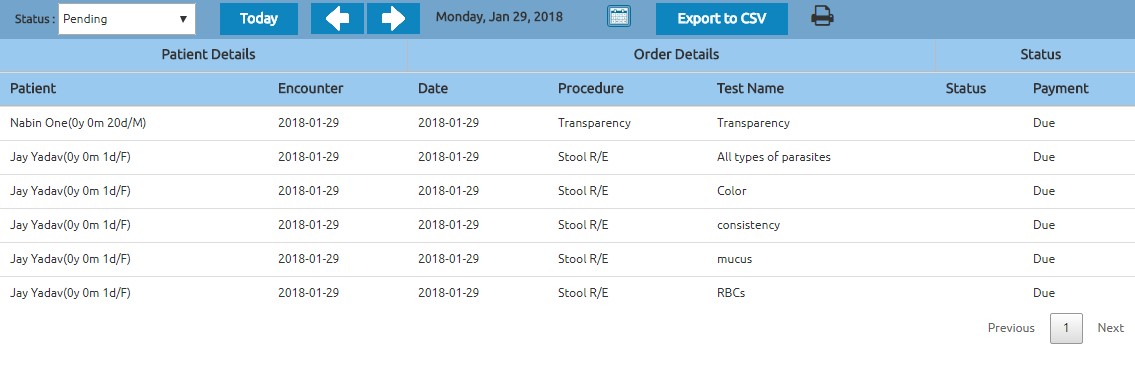 Status : Pending Today Monday, Jan 29, 2018 Export to CSV
Patient Details Order Details Status
Patient Encounter Date Procedure Test Name Status Payment
Nabin One(0y 0m 20d/M) 2018-01-29 2018-01-29 Transparency Transparency Due
Jay Yadav(0y 0m 1d/F) 2018-01-29 2018-01-29 Stool R/E All types of parasites Due
Jay Yadav(0y 0m 1d/F) 2018-01-29 2018-01-29 Stool R/E Color Due
Jay Yadav(0y 0m 1d/F) 2018-01-29 2018-01-29 Stool R/E consistency Due
Jay Yadav(0y 0m 1d/F) 2018-01-29 2018-01-29 Stool R/E mucus Due
Jay Yadav(0y 0m 1d/F) 2018-01-29 2018-01-29 Stool R/E RBCs Due
Previous 1 Next